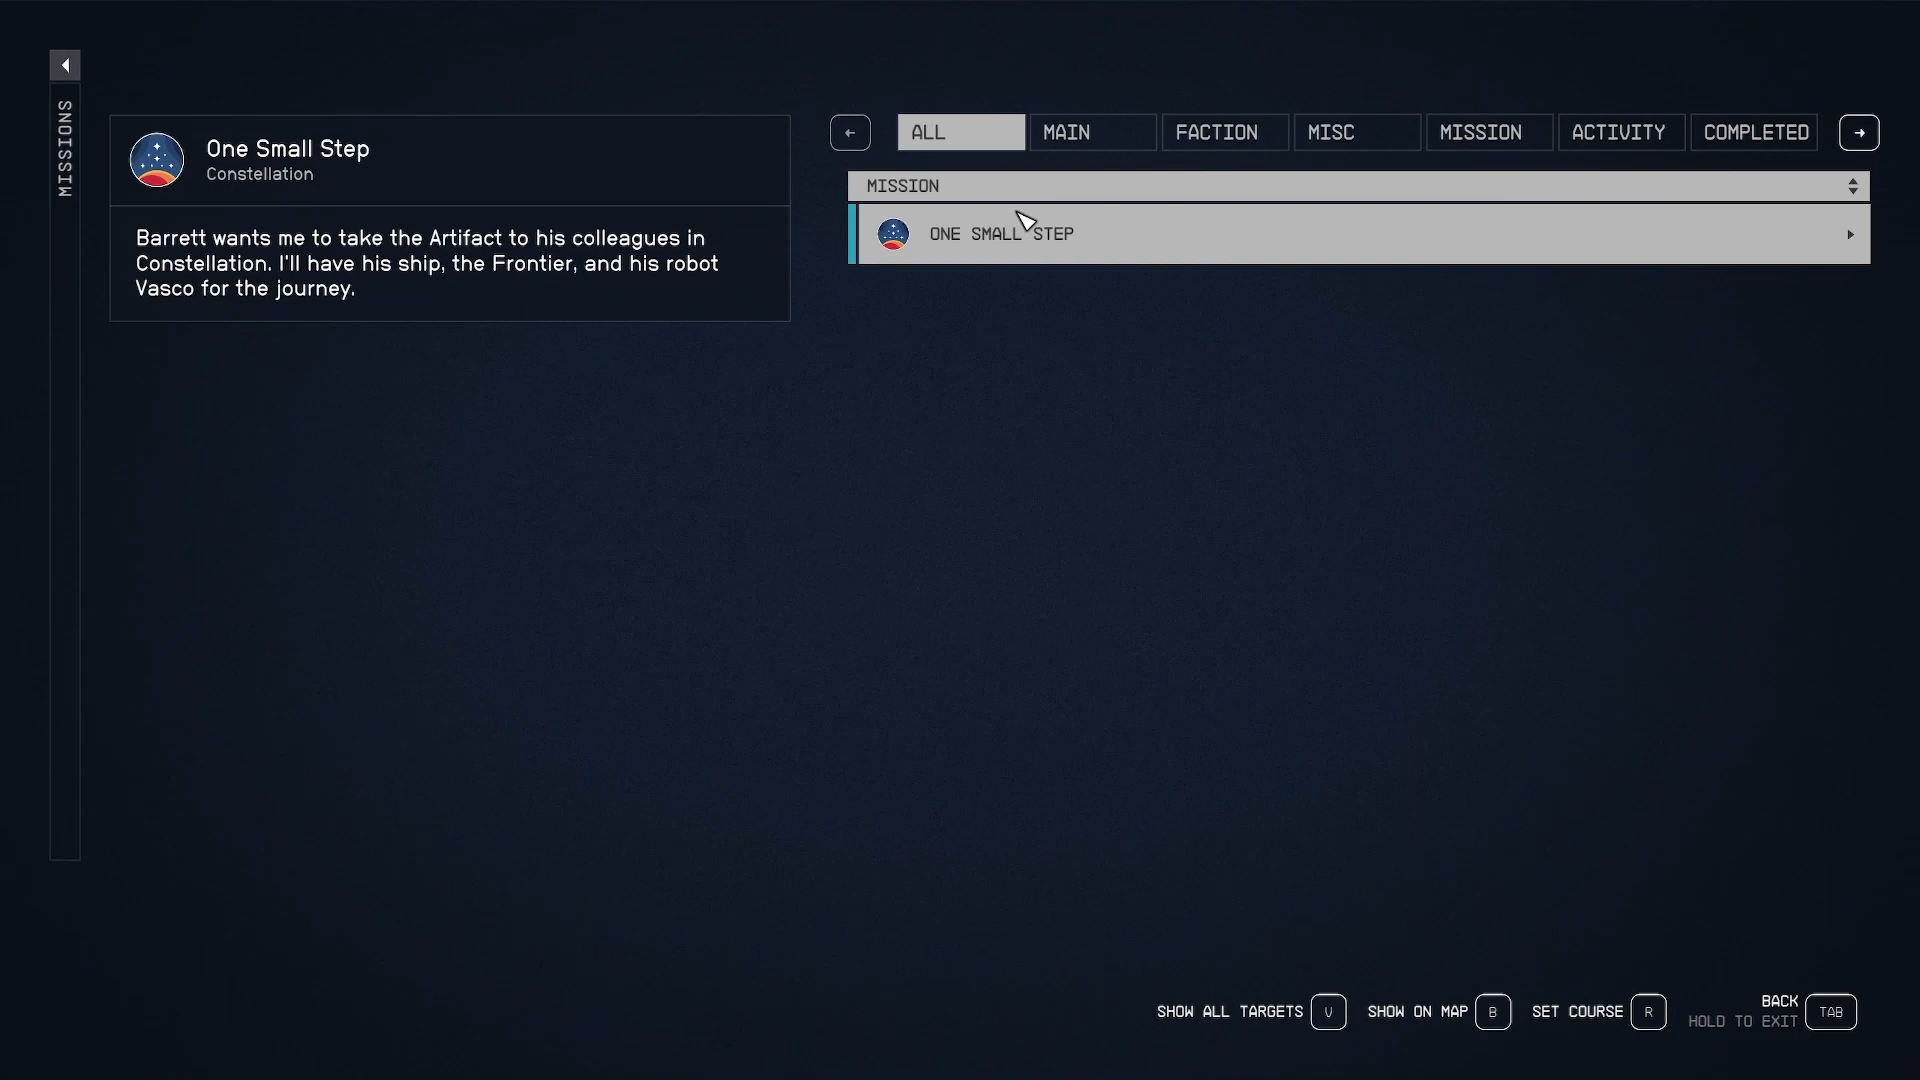 MISSIONS
One Small Step
Constellation
Barrett wants me to take the Artifact to his colleagues in
Constellation. I'll have his ship, the Frontier, and his robot
Vasco for the journey.
ALL MAIN FACTION MISC MISSION ACTIVITY COMPLETED
MISSION
ONE SMALL STEP
SHOW ALL TARGETS V SHOW ON MAP B SET COURSE R BACK TAB
HOLD TO EXIT